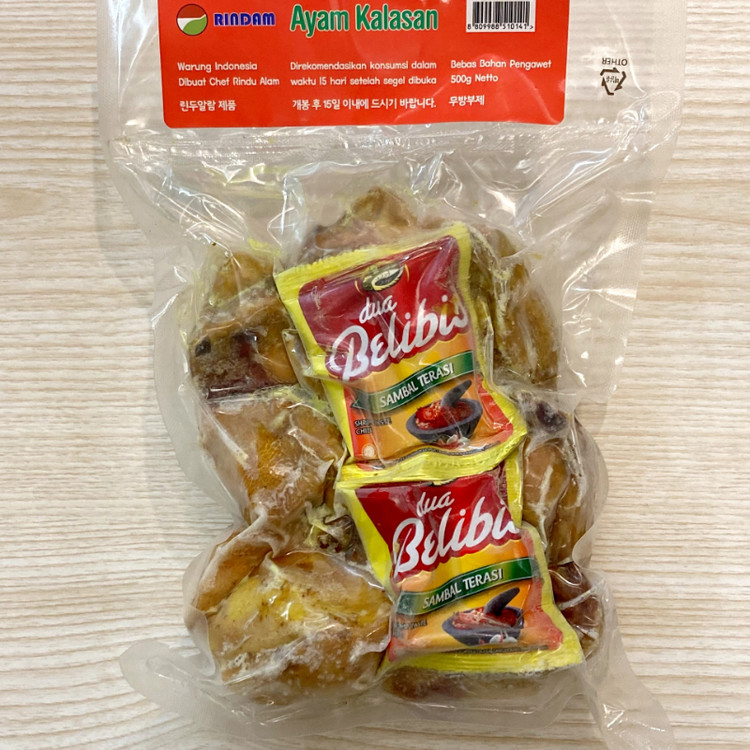 RINDAM
Ayam Kalasan
8 809988 510141 >
Warung Indonesia
Dibuat Chef Rindu Alam
린두알람 제품
Direkomendasikan konsumsi dalam
waktu 15 hari setelah segel dibuka
개봉 후 15일 이내에 드시기 바랍니다.
Bebas Bahan Pengawet
500g Netto
무방부제
OTHER
dua
Belibis
SAMBAL TERASI
dua
Belibis
SAMBAL TERASI